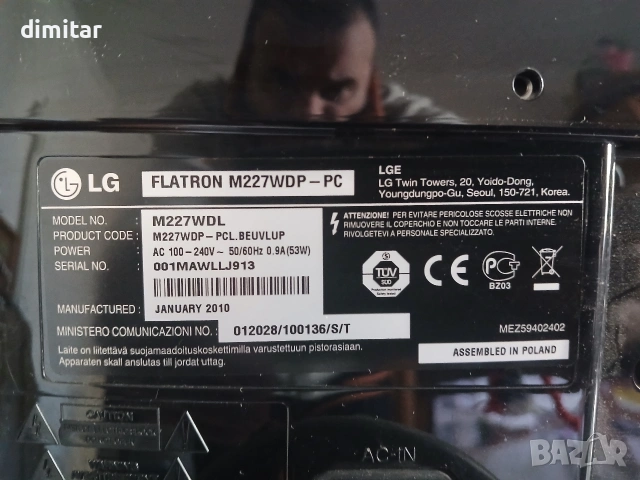 dimitar
LG
FLATRON M227WDP-PC
LGE
LG Twin Towers, 20, Yoido-Dong,
Youngdungpo-Gu, Seoul, 150-721, Korea.
MODEL NO. : M227WDL
PRODUCT CODE : M227WDP-PCL.BEUVLUP
POWER : AC 100-240V~ 50/60Hz 0.9A(53W)
SERIAL NO. : 001MAWLLJ913
MANUFACTURED : JANUARY 2010
MINISTERO COMUNICAZIONI NO. : 012028/100136/S/T
ATTENZIONE! PER EVITARE PERICOLOSE SCOSSE ELETTRICHE NON
RIMUOVERE IL COPERCHIO E NON TOCCARE LE PARTI INTERNE.
RIVOLGETEVI A PERSONALE SPECIALIZZATO.
TÜV
SÜD
PG
BZ03
CE
MEZ59402402
ASSEMBLED IN POLAND
Laite on liitettävä suojamaadoituskoskettimilla varustettuun pistorasiaan.
Apparaten skall anslutas till jordat uttag.
CAUTION
AC-IN
BAZAR